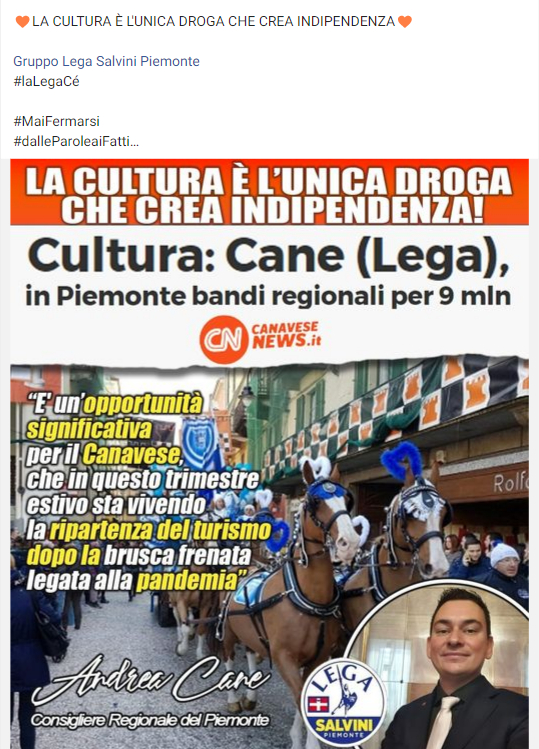 🧡LA CULTURA È L'UNICA DROGA CHE CREA INDIPENDENZA🧡
Gruppo Lega Salvini Piemonte
#laLegaCé
#MaiFermarsi
#dalleParoleaiFatti...
LA CULTURA È L'UNICA DROGA
CHE CREA INDIPENDENZA!
Cultura: Cane (Lega),
in Piemonte bandi regionali per 9 mln
CN CANAVESE
NEWS.it
"E' un'opportunità
significativa
per il Canavese,
che in questo trimestre
estivo sta vivendo
la ripartenza del turismo
dopo la brusca frenata
legata alla pandemia"
Rolfo
Andrea Cane
Consigliere Regionale del Piemonte
LEGA
SALVINI
PIEMONTE